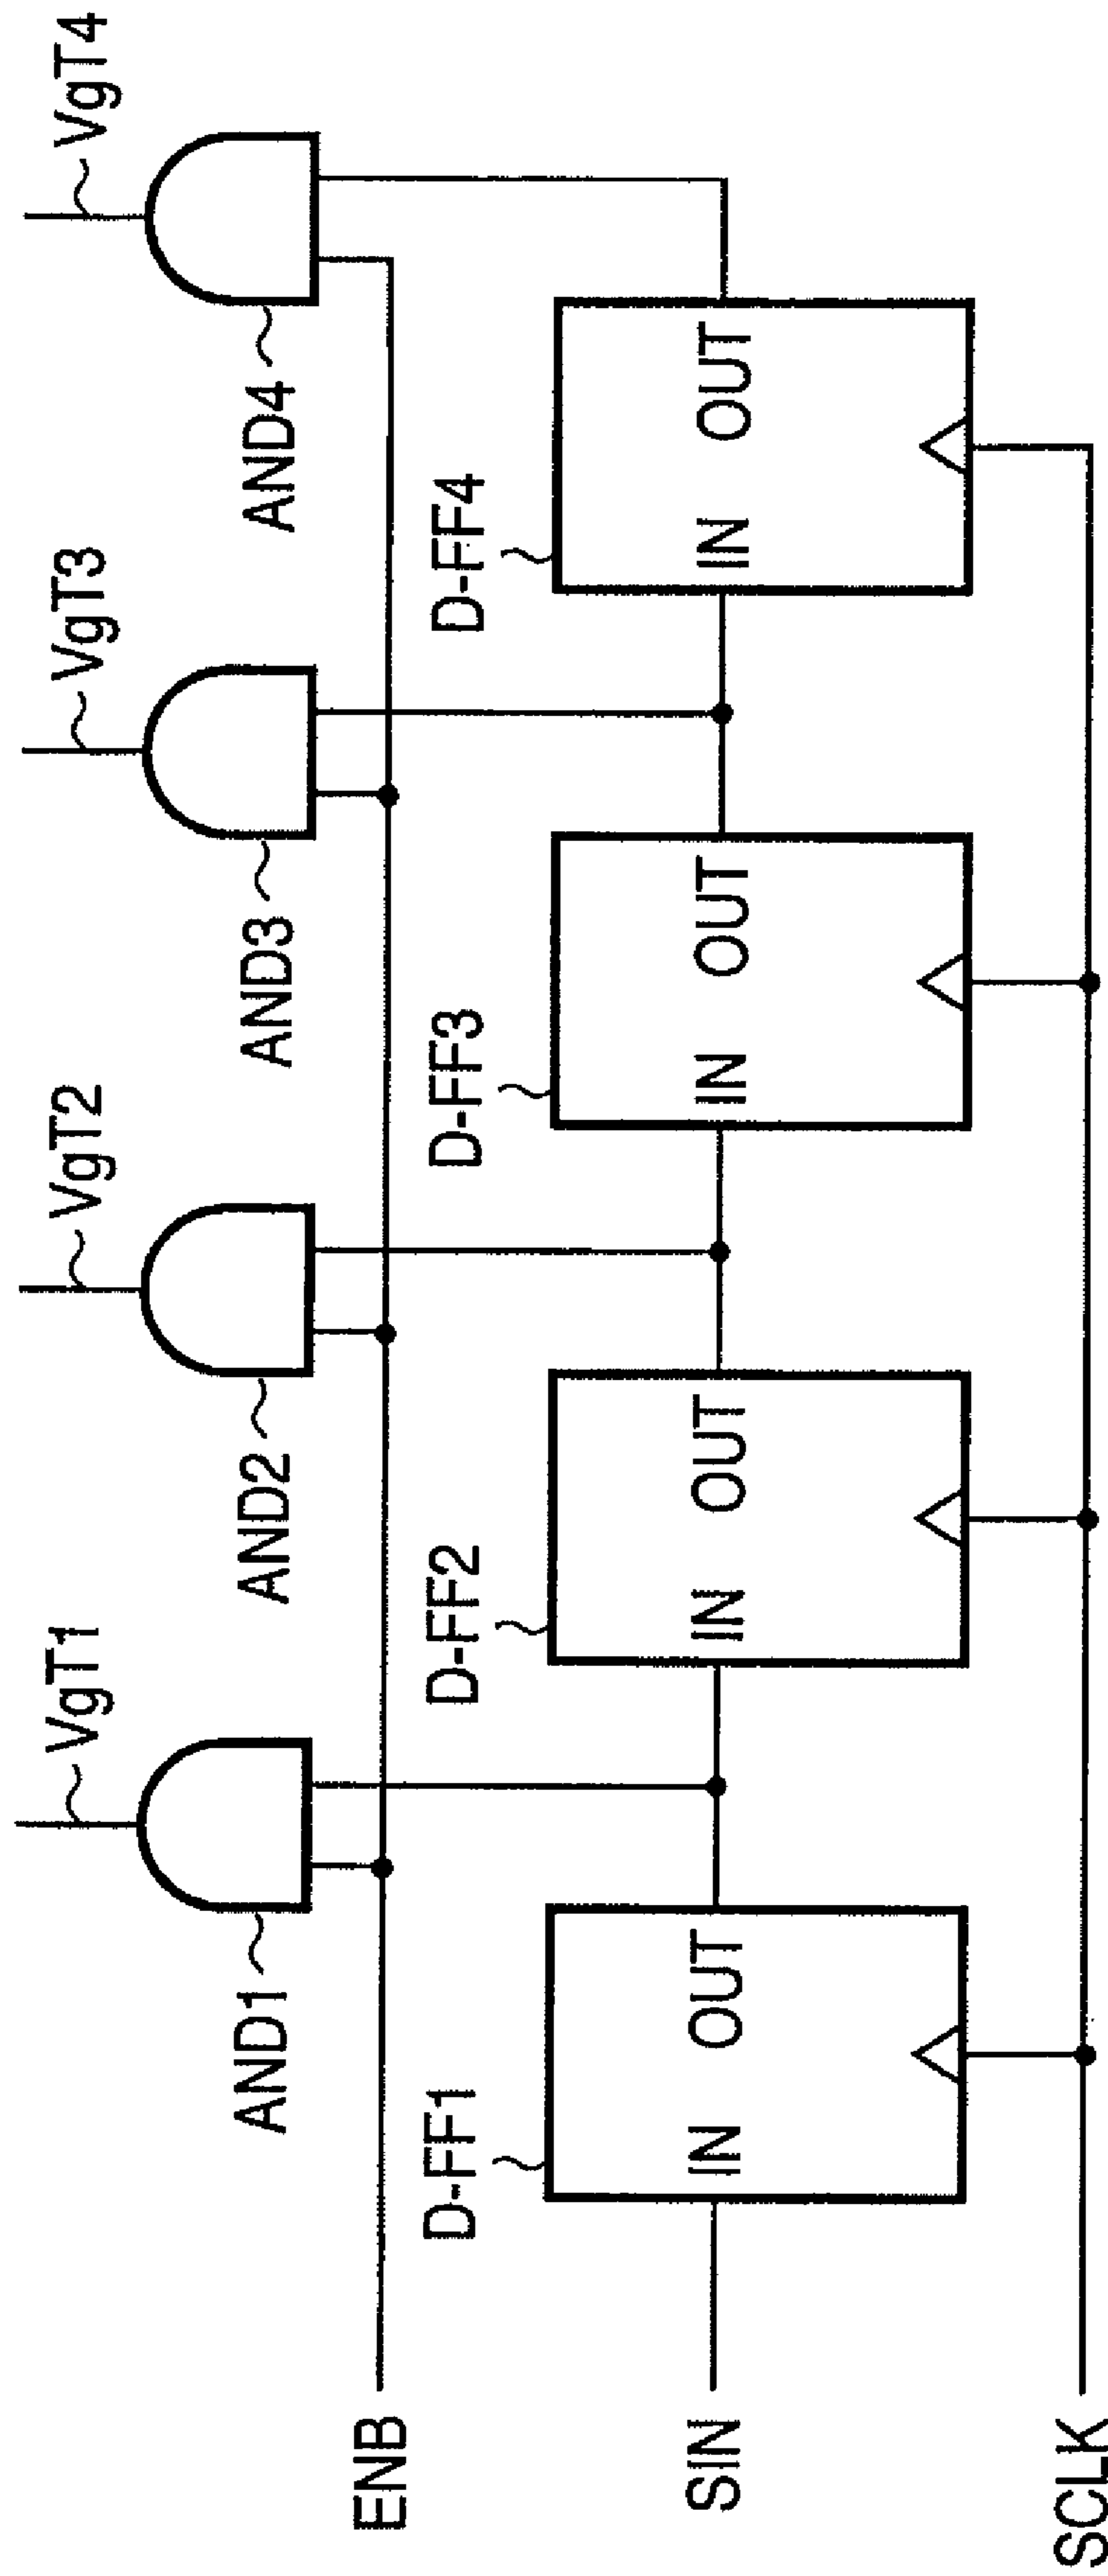 VgT1
VgT2
VgT3
VgT4
AND1
AND2
AND3
AND4
ENB
D-FF1
D-FF2
D-FF3
D-FF4
SIN
IN OUT
IN OUT
IN OUT
IN OUT
SCLK